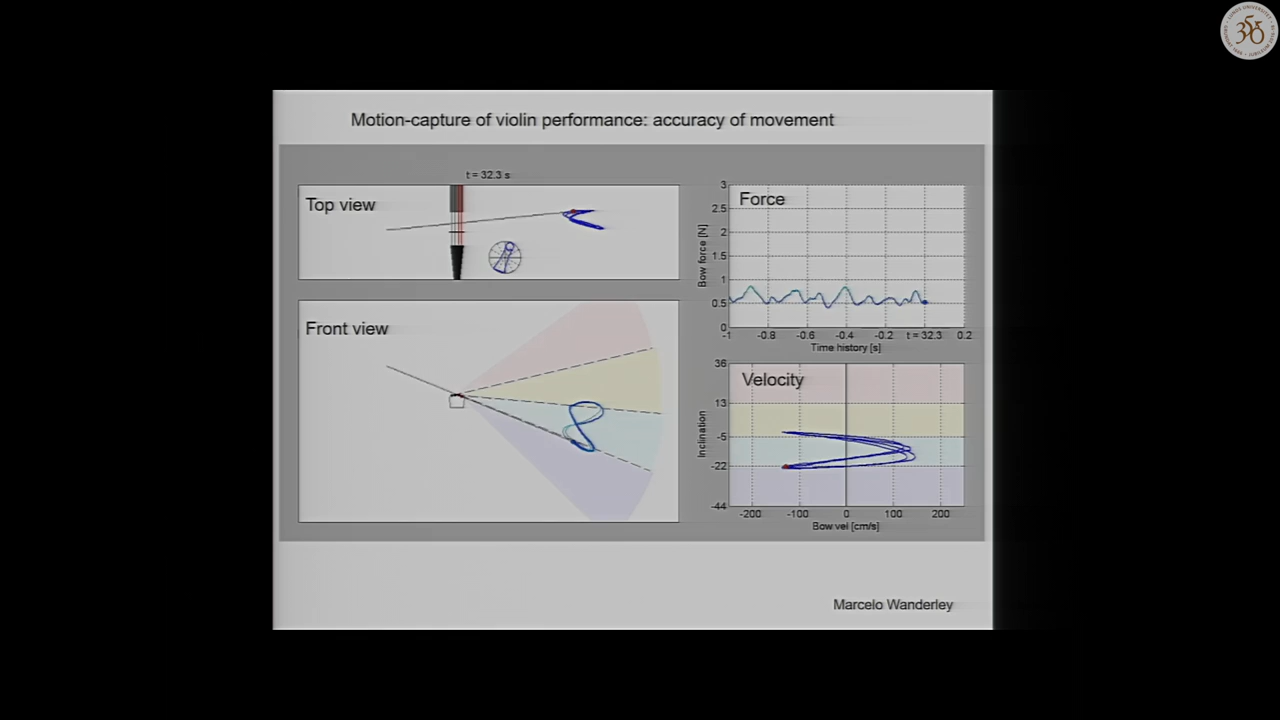 Motion-capture of violin performance: accuracy of movement
t = 32.3 s
Top view
Front view
Force
Bow force [N]
3
2.5
2
1.5
1
0.5
0
-1 -0.8 -0.6 -0.4 -0.2 t = 32.3 0.2
Time history [s]
Velocity
Inclination
36
13
-5
-22
-44
-200 -100 0 100 200
Bow vel [cm/s]
Marcelo Wanderley